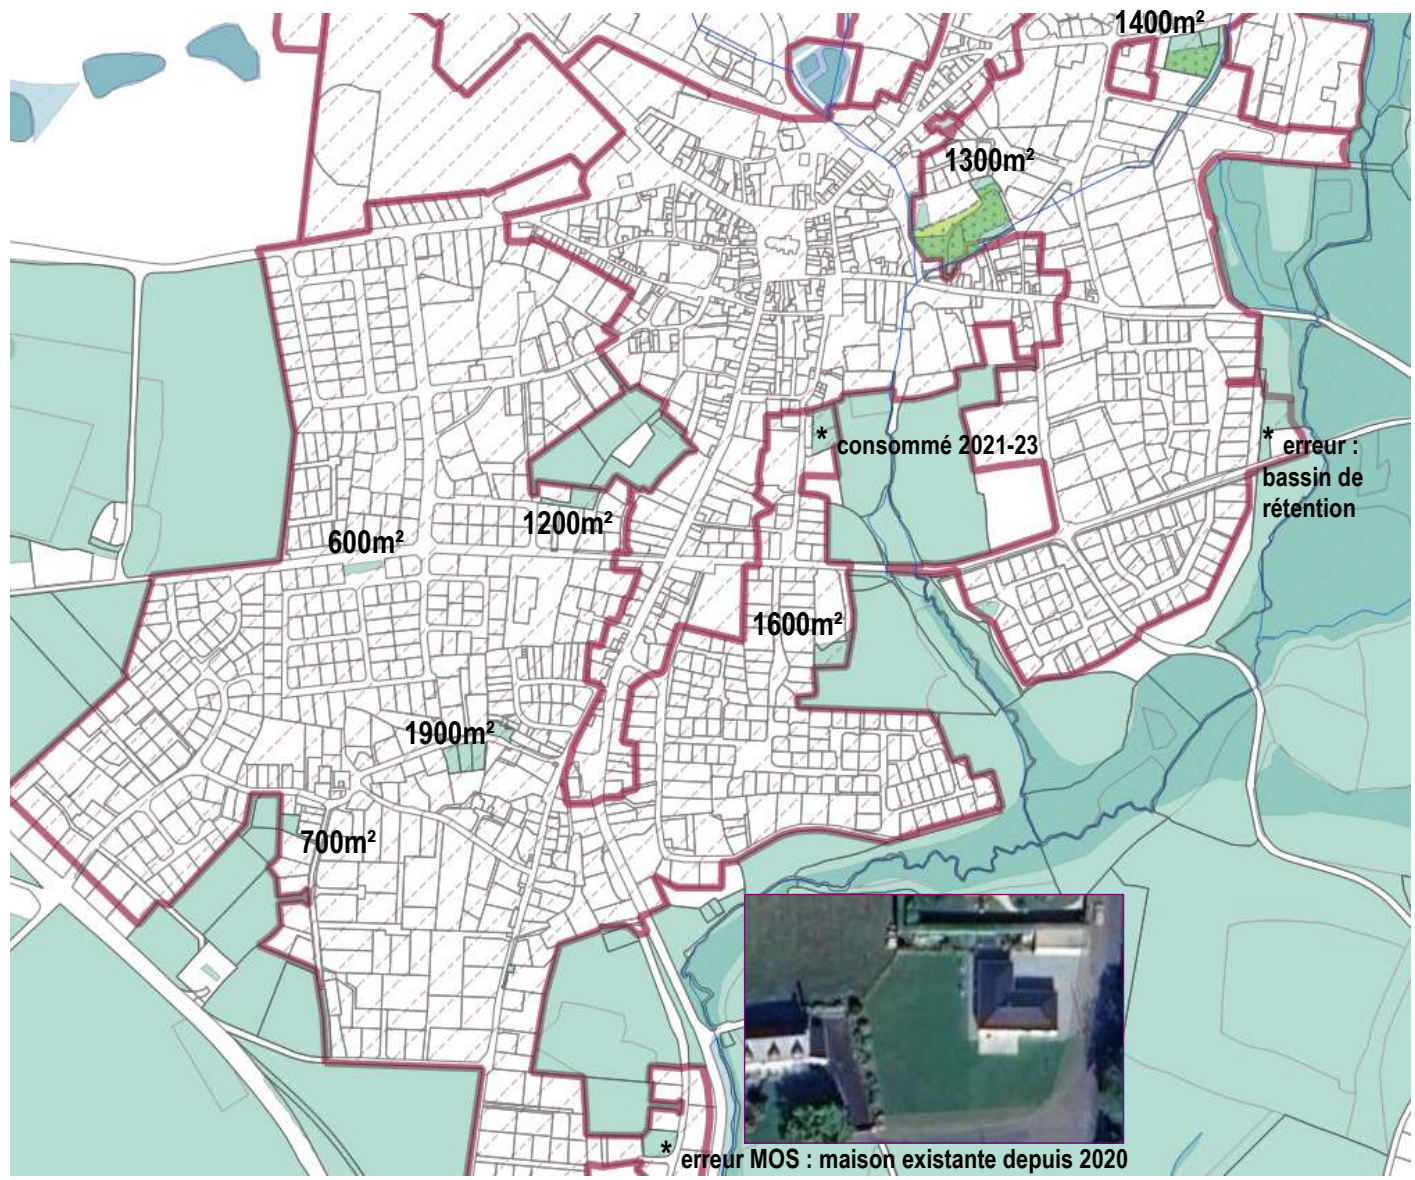 1400m²
1300m²
* consommé 2021-23
* erreur :
bassin de
rétention
1200m²
600m²
1600m²
1900m²
700m²
* erreur MOS : maison existante depuis 2020